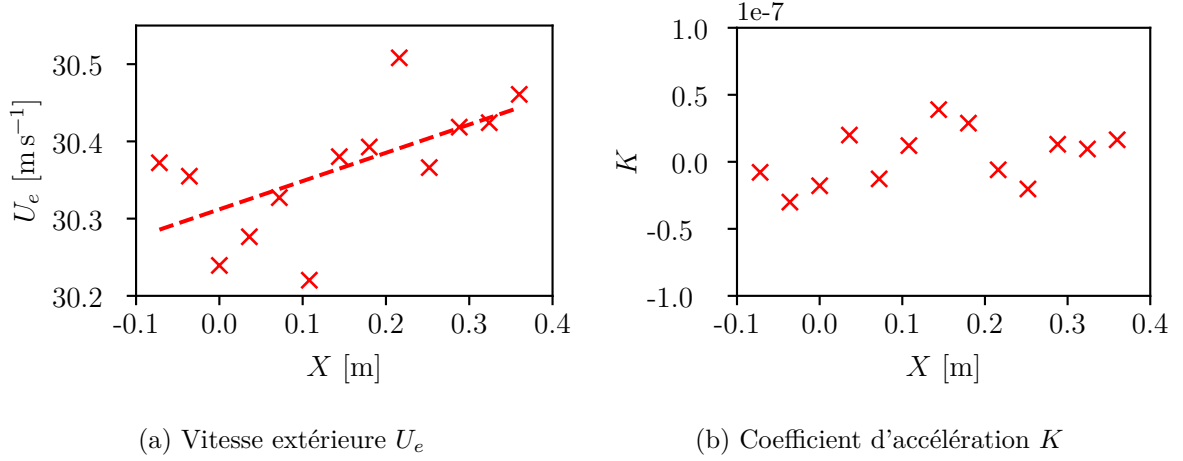 30.5
30.4
30.3
30.2
U_e [m s⁻¹]
-0.1 0.0 0.1 0.2 0.3 0.4
X [m]
(a) Vitesse extérieure U_e
1e-7
1.0
0.5
0.0
-0.5
-1.0
K
-0.1 0.0 0.1 0.2 0.3 0.4
X [m]
(b) Coefficient d'accélération K